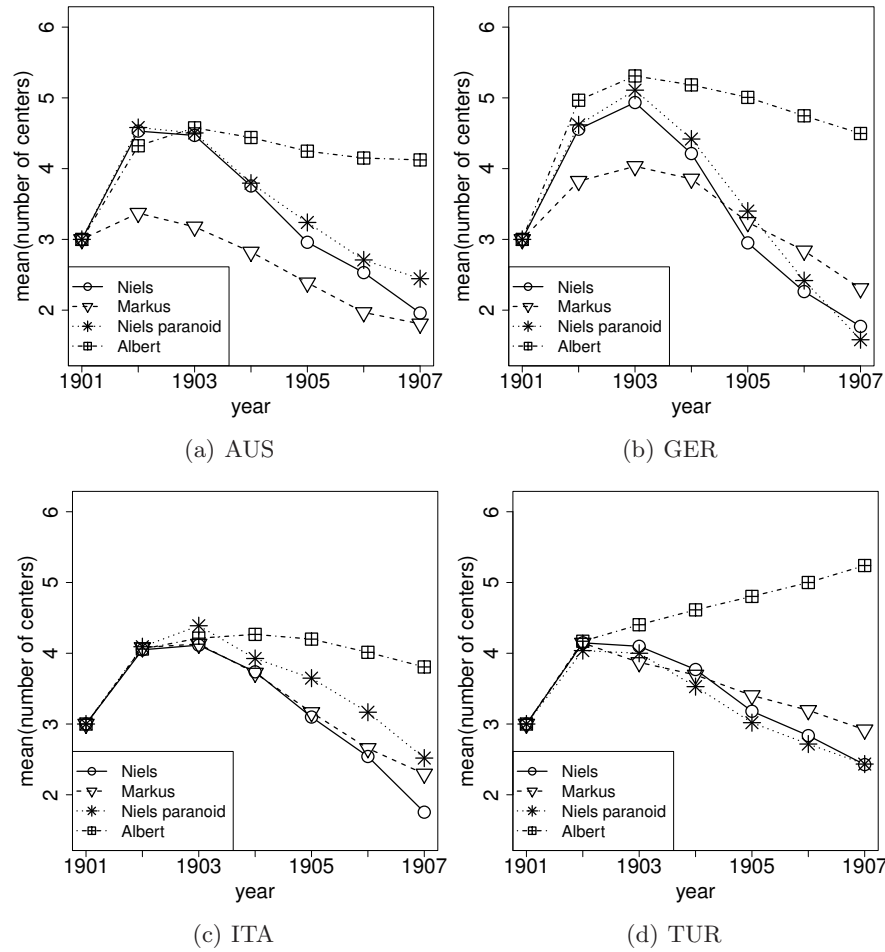 mean(number of centers)
6
5
4
3
2
Niels
Markus
Niels paranoid
Albert
1901 1903 1905 1907
year
(a) AUS
mean(number of centers)
6
5
4
3
2
Niels
Markus
Niels paranoid
Albert
1901 1903 1905 1907
year
(b) GER
mean(number of centers)
6
5
4
3
2
Niels
Markus
Niels paranoid
Albert
1901 1903 1905 1907
year
(c) ITA
mean(number of centers)
6
5
4
3
2
Niels
Markus
Niels paranoid
Albert
1901 1903 1905 1907
year
(d) TUR